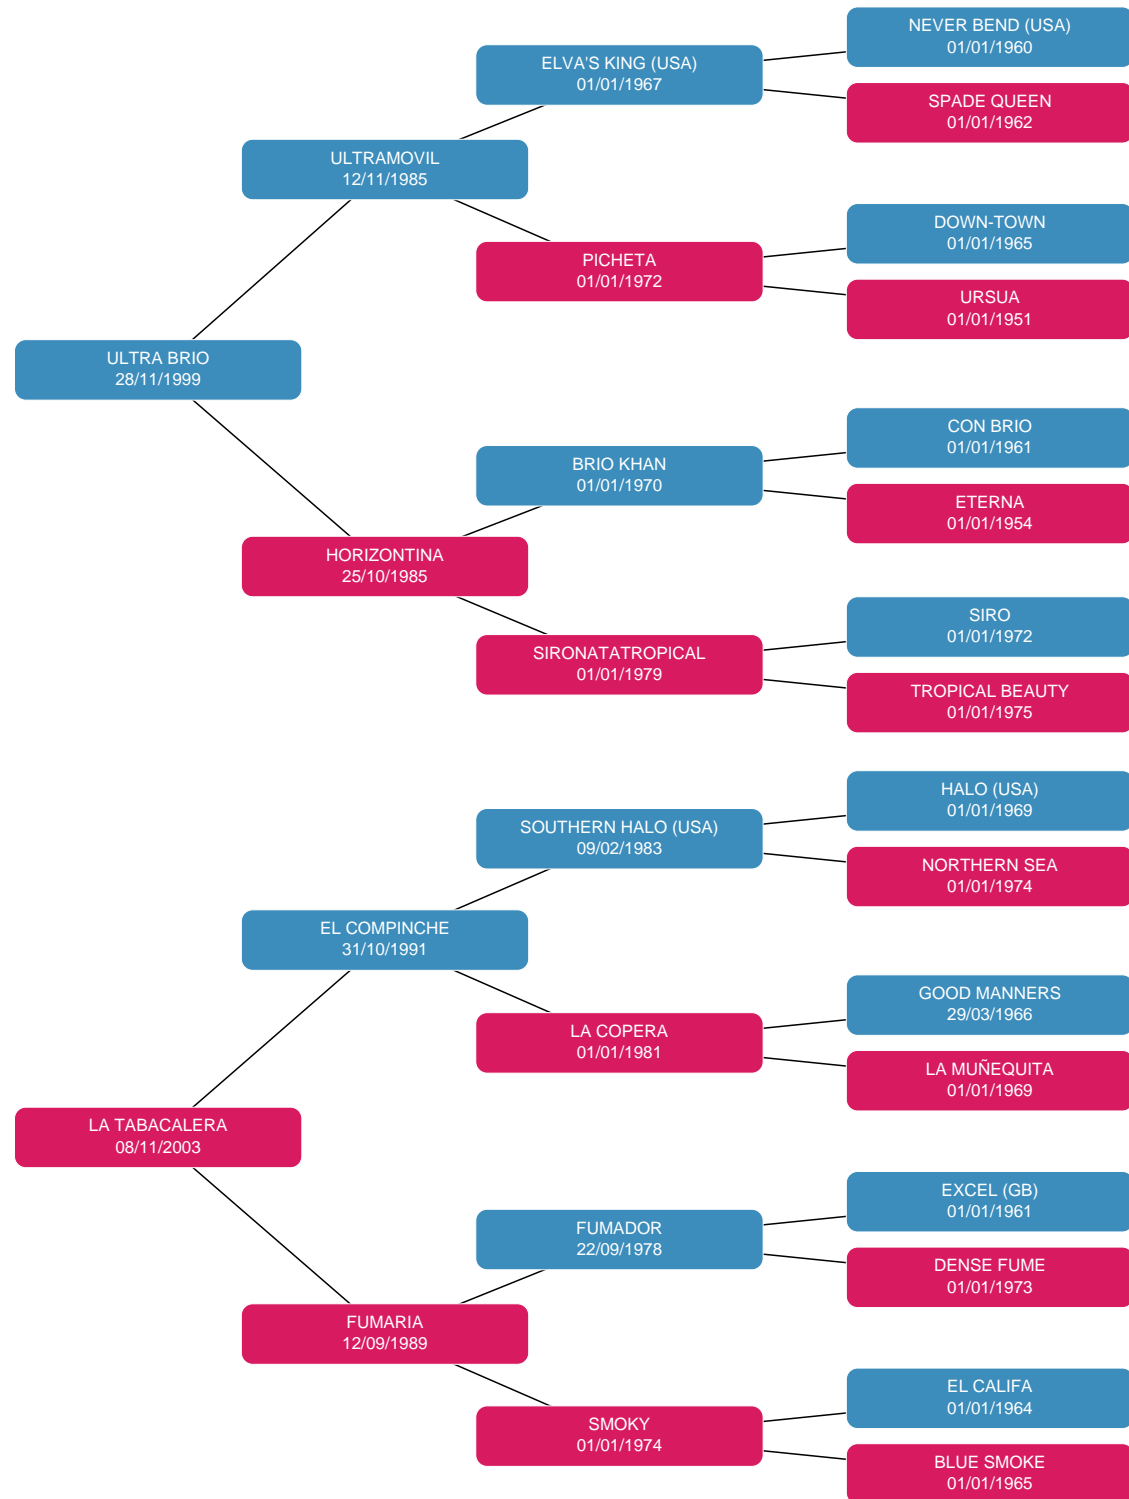 NEVER BEND (USA)
01/01/1960
ELVA'S KING (USA)
01/01/1967
SPADE QUEEN
01/01/1962
ULTRAMOVIL
12/11/1985
DOWN-TOWN
01/01/1965
PICHETA
01/01/1972
URSUA
01/01/1951
ULTRA BRIO
28/11/1999
CON BRIO
01/01/1961
BRIO KHAN
01/01/1970
ETERNA
01/01/1954
HORIZONTINA
25/10/1985
SIRO
01/01/1972
SIRONATATROPICAL
01/01/1979
TROPICAL BEAUTY
01/01/1975
HALO (USA)
01/01/1969
SOUTHERN HALO (USA)
09/02/1983
NORTHERN SEA
01/01/1974
EL COMPINCHE
31/10/1991
GOOD MANNERS
29/03/1966
LA COPERA
01/01/1981
LA MUÑEQUITA
01/01/1969
LA TABACALERA
08/11/2003
EXCEL (GB)
01/01/1961
FUMADOR
22/09/1978
DENSE FUME
01/01/1973
FUMARIA
12/09/1989
EL CALIFA
01/01/1964
SMOKY
01/01/1974
BLUE SMOKE
01/01/1965